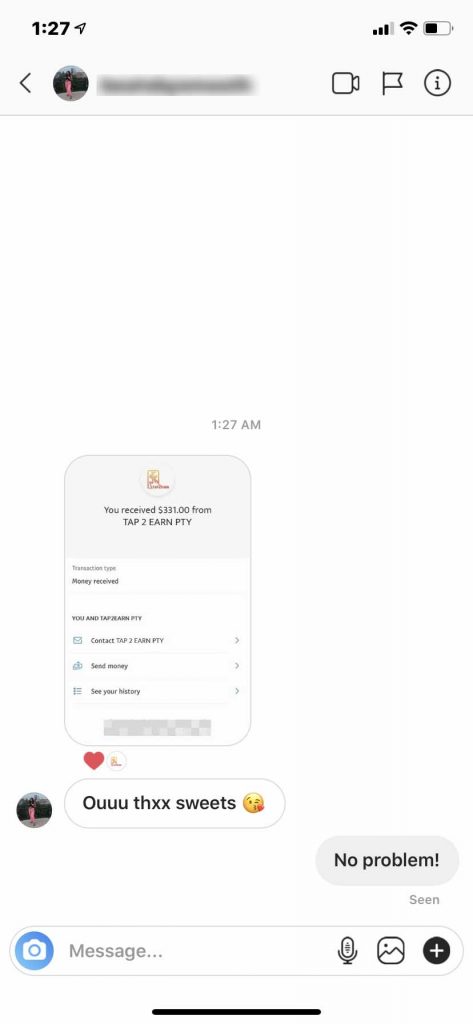 1:27
1:27 AM
You received $331.00 from
TAP 2 EARN PTY
Transaction type
Money received
YOU AND TAP2EARN PTY
Contact TAP 2 EARN PTY
Send money
See your history
Ouuu thxx sweets 😘
No problem!
Seen
Message...